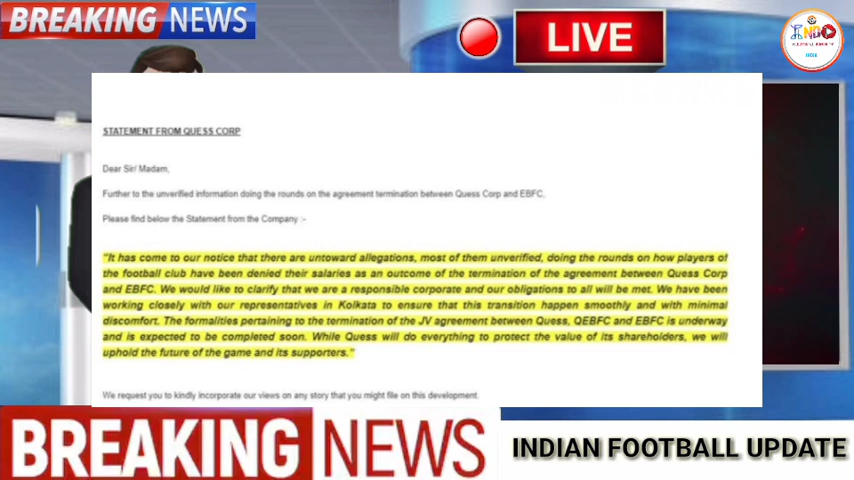 BREAKING NEWS
LIVE
STATEMENT FROM QUESS CORP
Dear Sir/ Madam,
Further to the unverified information doing the rounds on the agreement termination between Quess Corp and EBFC,
Please find below the Statement from the Company :-
"It has come to our notice that there are untoward allegations, most of them unverified, doing the rounds on how players of
the football club have been denied their salaries as an outcome of the termination of the agreement between Quess Corp
and EBFC. We would like to clarify that we are a responsible corporate and our obligations to all will be met. We have been
working closely with our representatives in Kolkata to ensure that this transition happen smoothly and with minimal
discomfort. The formalities pertaining to the termination of the JV agreement between Quess, QEBFC and EBFC is underway
and is expected to be completed soon. While Quess will do everything to protect the value of its shareholders, we will
uphold the future of the game and its supporters."
We request you to kindly incorporate our views on any story that you might file on this development.
BREAKING NEWS
INDIAN FOOTBALL UPDATE